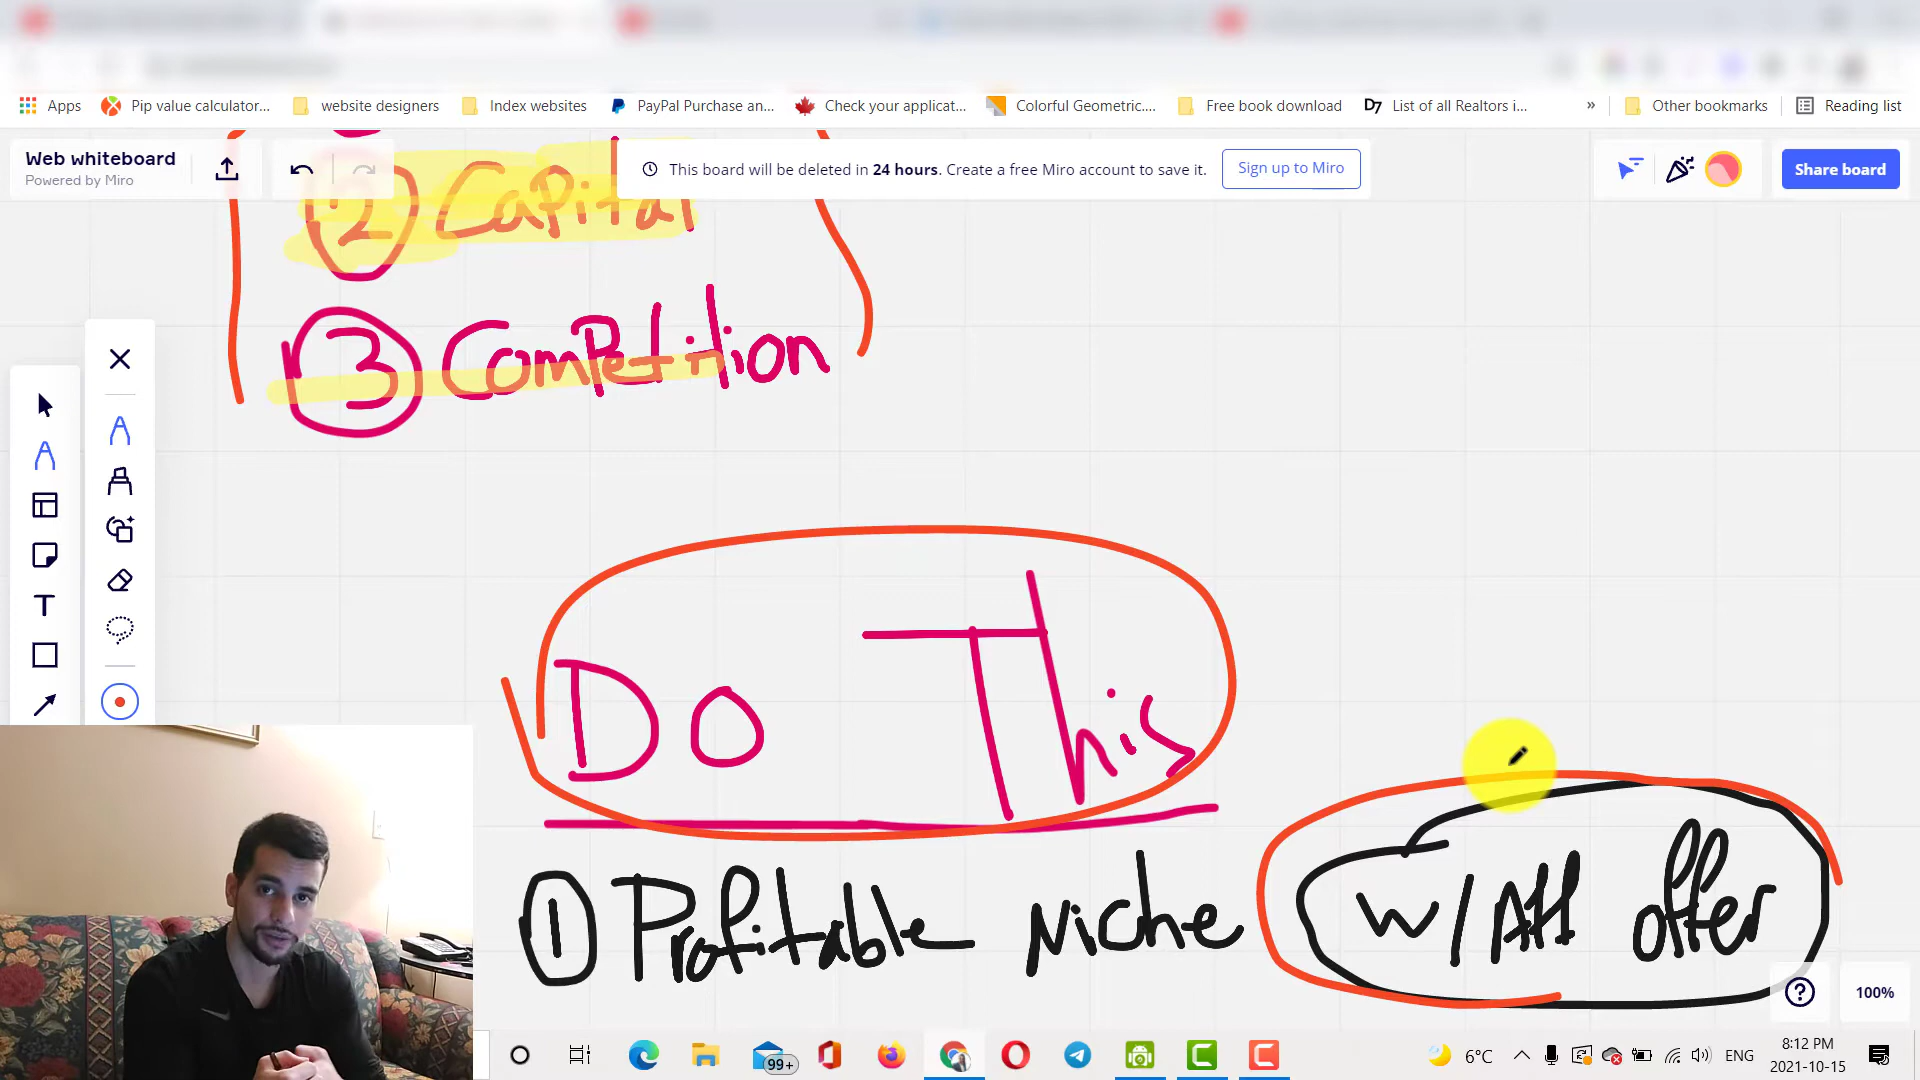 Apps Pip value calculator... website designers Index websites PayPal Purchase an... Check your applicat... Colorful Geometric.... Free book download D7 List of all Realtors i... » Other bookmarks Reading list
Web whiteboard
Powered by Miro
This board will be deleted in 24 hours. Create a free Miro account to save it. Sign up to Miro
Share board
2 Capital
3 Competition
T
Do This
1 Profitable Niche w/ Aff offer
? 100%
99+ 6°C ENG 8:12 PM
2021-10-15